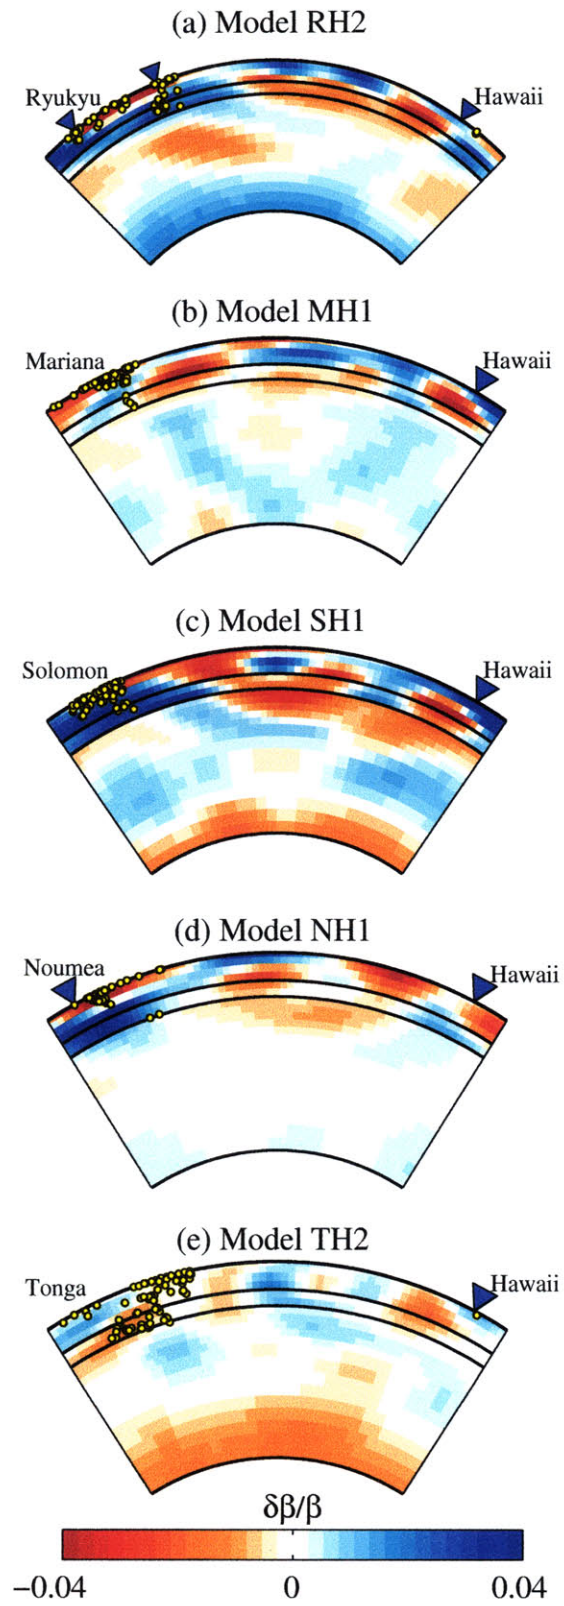 (a) Model RH2
Ryukyu
Hawaii
(b) Model MH1
Mariana
Hawaii
(c) Model SH1
Solomon
Hawaii
(d) Model NH1
Noumea
Hawaii
(e) Model TH2
Tonga
Hawaii
δβ/β
−0.04 0 0.04